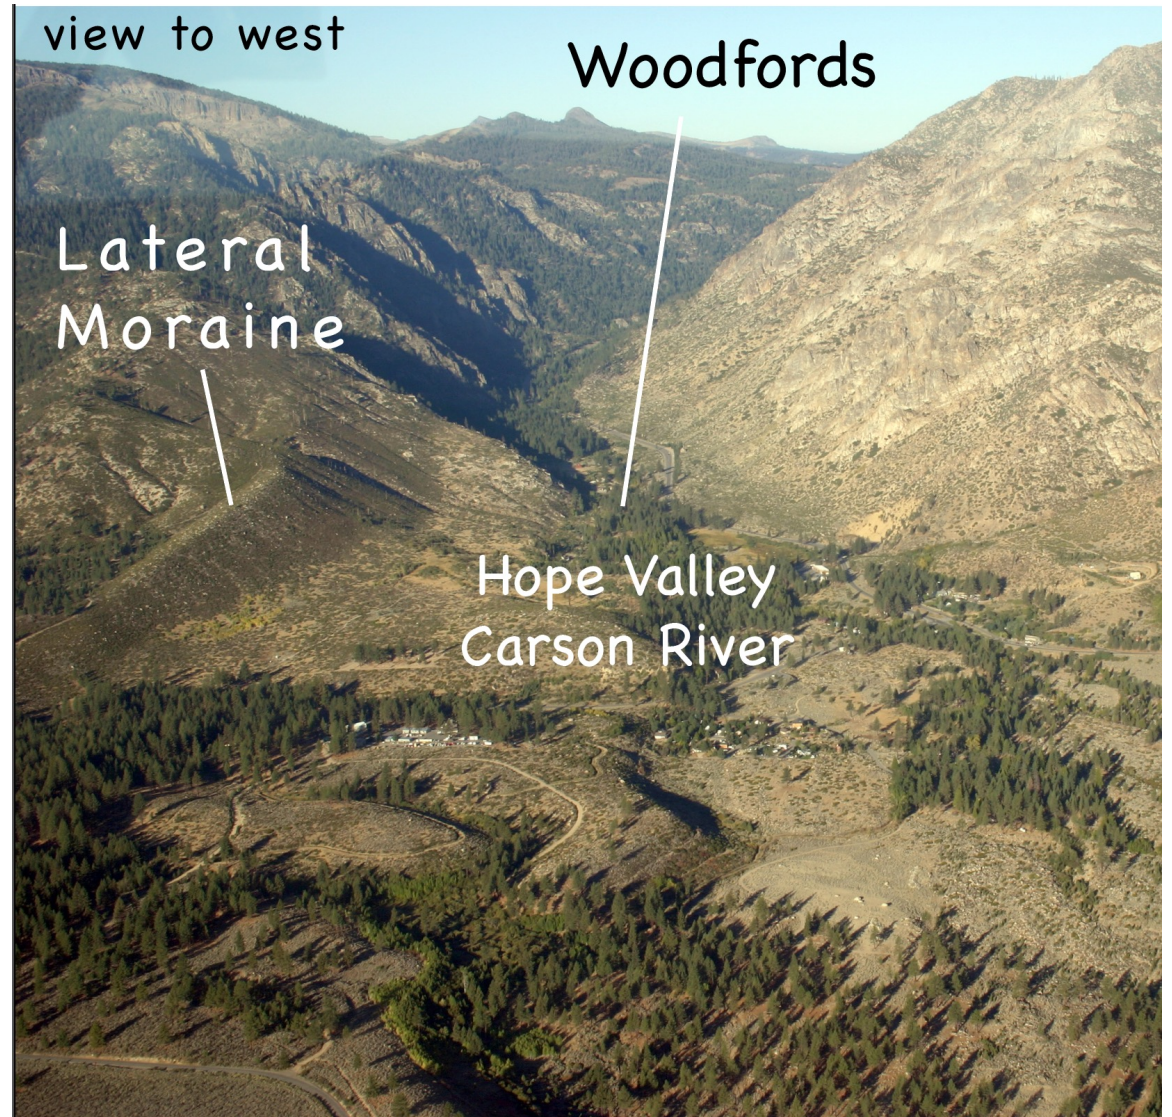 view to west
Woodfords
Lateral
Moraine
Hope Valley
Carson River